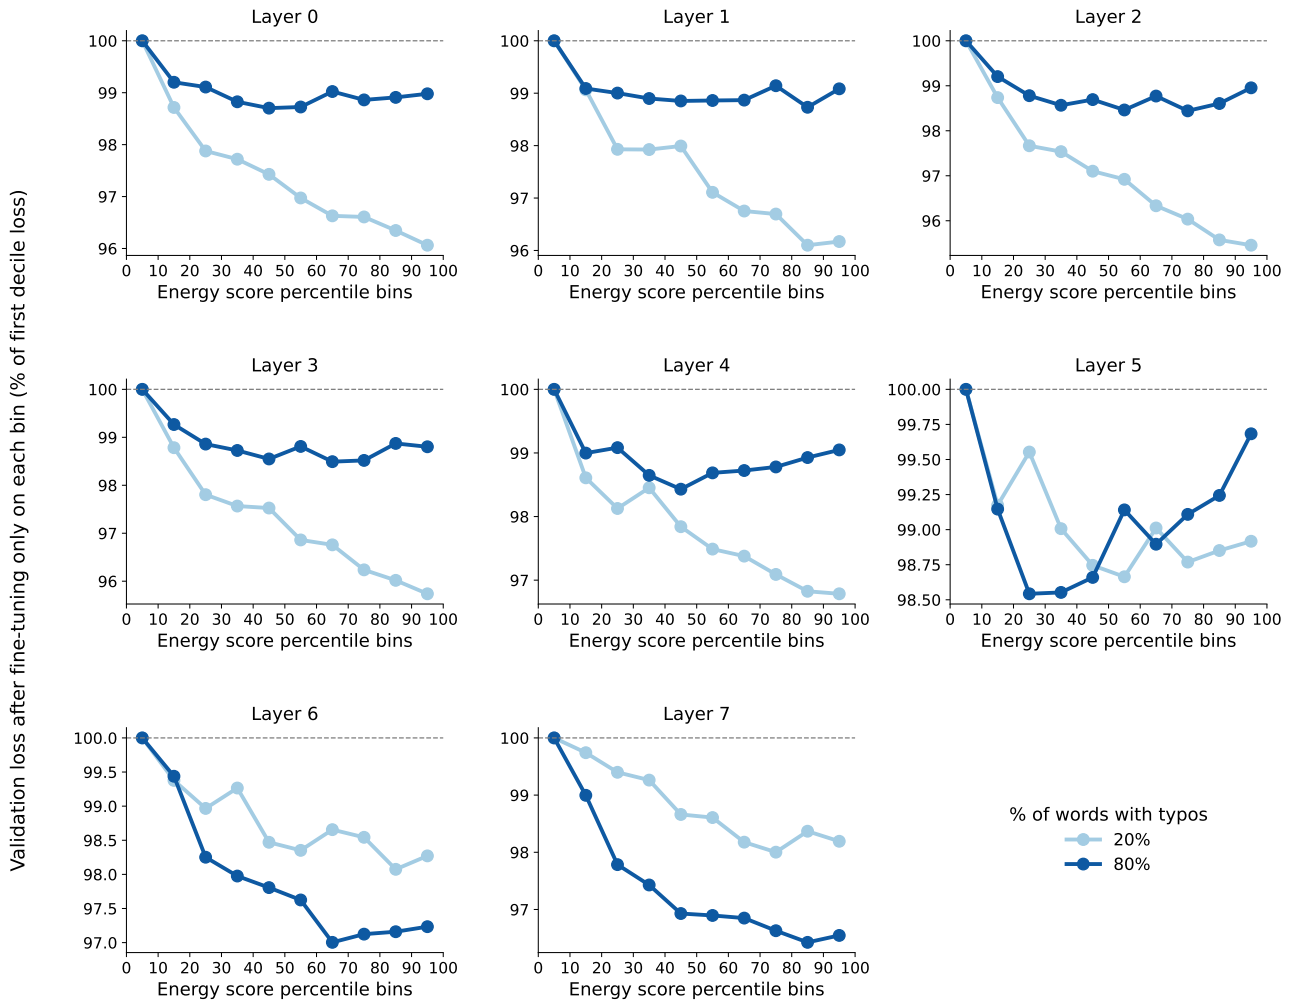 Validation loss after fine-tuning only on each bin (% of first decile loss)
Layer 0
100
99
98
97
96
0 10 20 30 40 50 60 70 80 90 100
Energy score percentile bins
Layer 1
100
99
98
97
96
0 10 20 30 40 50 60 70 80 90 100
Energy score percentile bins
Layer 2
100
99
98
97
96
0 10 20 30 40 50 60 70 80 90 100
Energy score percentile bins
Layer 3
100
99
98
97
96
0 10 20 30 40 50 60 70 80 90 100
Energy score percentile bins
Layer 4
100
99
98
97
0 10 20 30 40 50 60 70 80 90 100
Energy score percentile bins
Layer 5
100.00
99.75
99.50
99.25
99.00
98.75
98.50
0 10 20 30 40 50 60 70 80 90 100
Energy score percentile bins
Layer 6
100.0
99.5
99.0
98.5
98.0
97.5
97.0
0 10 20 30 40 50 60 70 80 90 100
Energy score percentile bins
Layer 7
100
99
98
97
0 10 20 30 40 50 60 70 80 90 100
Energy score percentile bins
% of words with typos
20%
80%